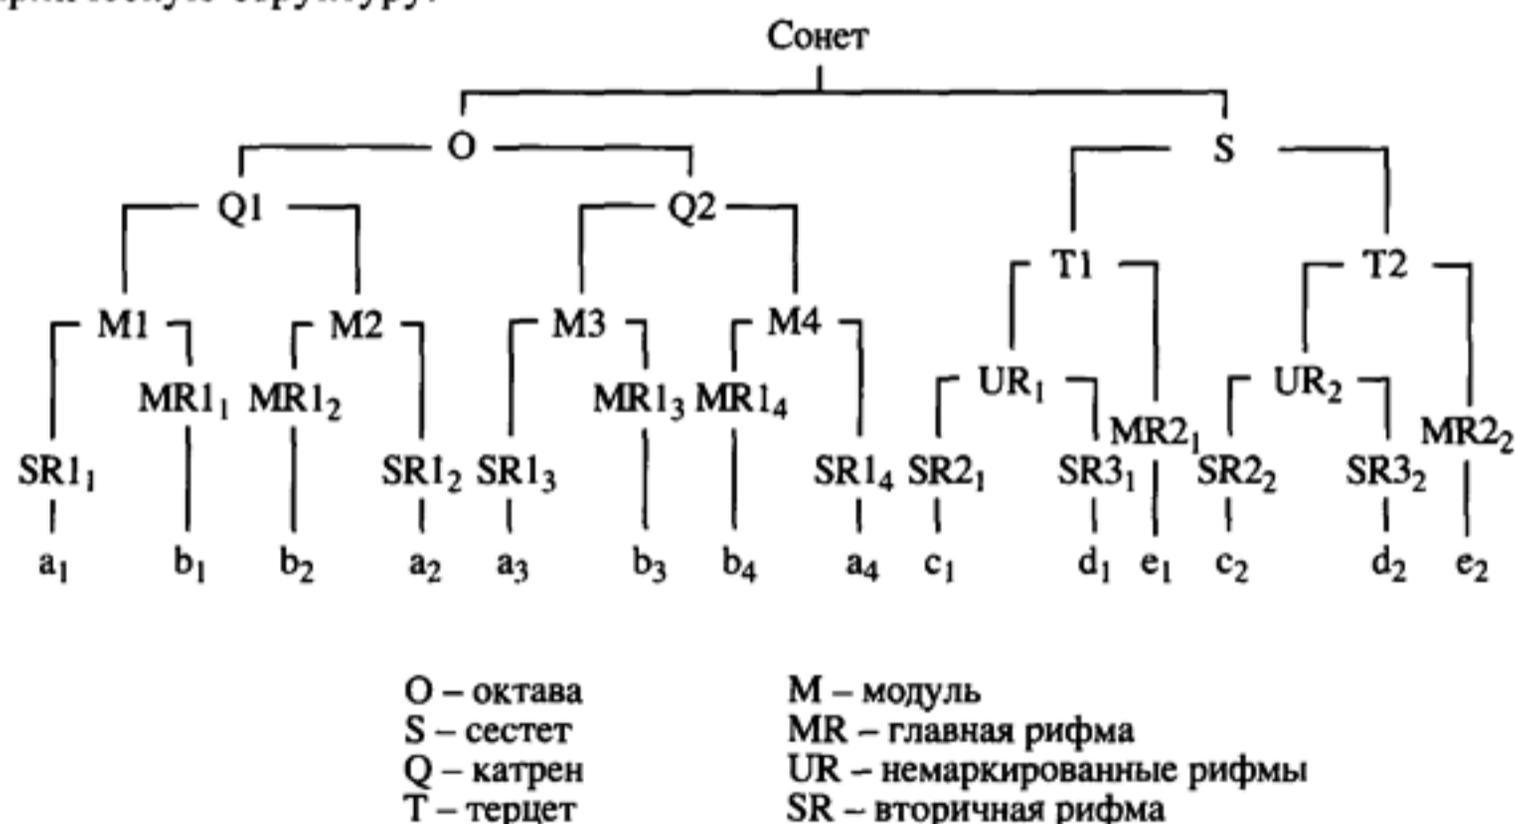 структуру:
Сонет
O S
Q1 Q2
T1 T2
M1 M2 M3 M4
UR₁ UR₂
MR1₁ MR1₂ MR1₃ MR1₄
MR2₁ MR2₂
SR1₁ SR1₂ SR1₃ SR1₄ SR2₁ SR3₁ SR2₂ SR3₂
a₁ b₁ b₂ a₂ a₃ b₃ b₄ a₄ c₁ d₁ e₁ c₂ d₂ e₂
O – октава M – модуль
S – сестет MR – главная рифма
Q – катрен UR – немаркированные рифмы
T – терцет SR – вторичная рифма